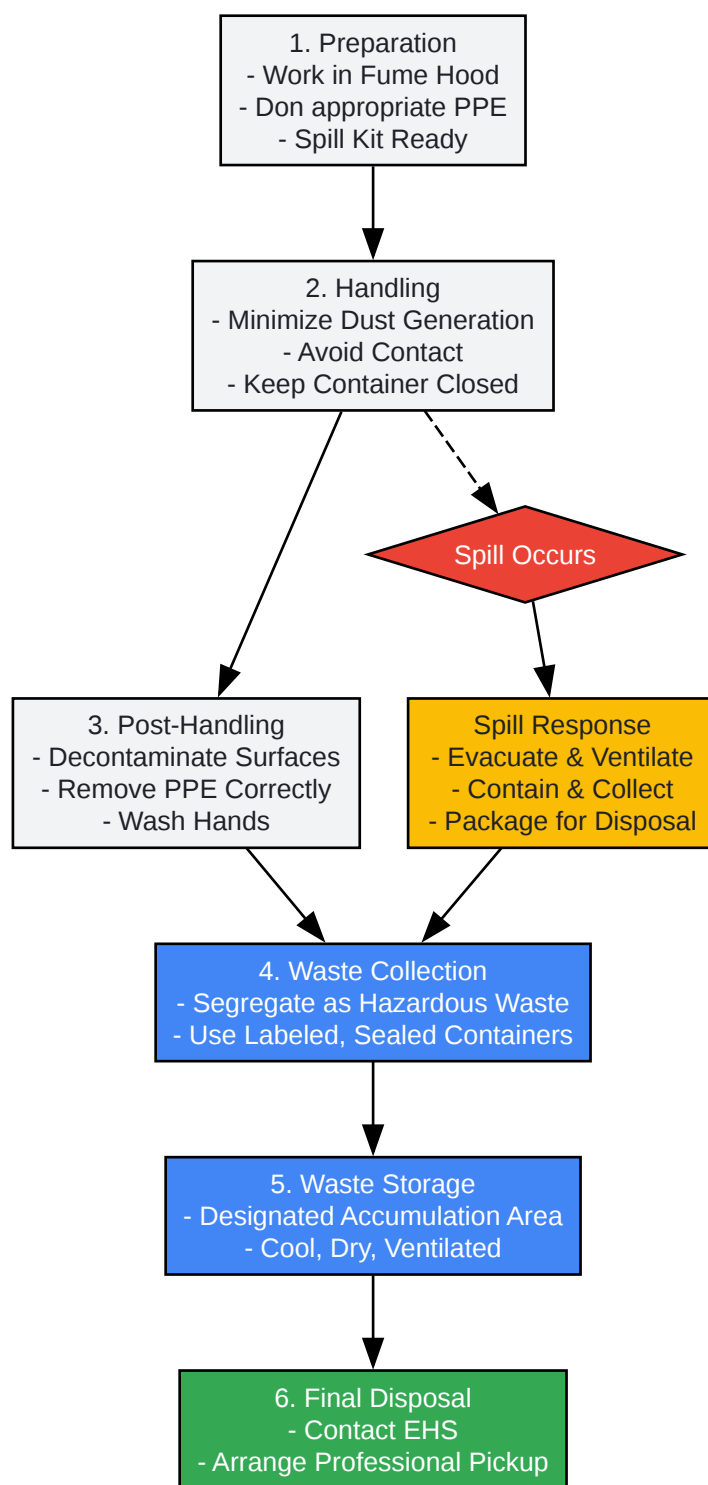 1. Preparation
- Work in Fume Hood
- Don appropriate PPE
- Spill Kit Ready
2. Handling
- Minimize Dust Generation
- Avoid Contact
- Keep Container Closed
Spill Occurs
3. Post-Handling
- Decontaminate Surfaces
- Remove PPE Correctly
- Wash Hands
Spill Response
- Evacuate & Ventilate
- Contain & Collect
- Package for Disposal
4. Waste Collection
- Segregate as Hazardous Waste
- Use Labeled, Sealed Containers
5. Waste Storage
- Designated Accumulation Area
- Cool, Dry, Ventilated
6. Final Disposal
- Contact EHS
- Arrange Professional Pickup